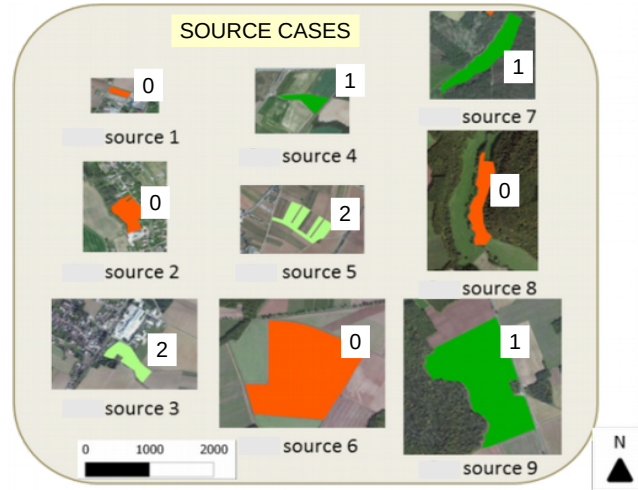 SOURCE CASES
0
source 1
1
source 4
1
source 7
0
source 2
2
source 5
0
source 8
2
source 3
0
source 6
1
source 9
0 1000 2000
N